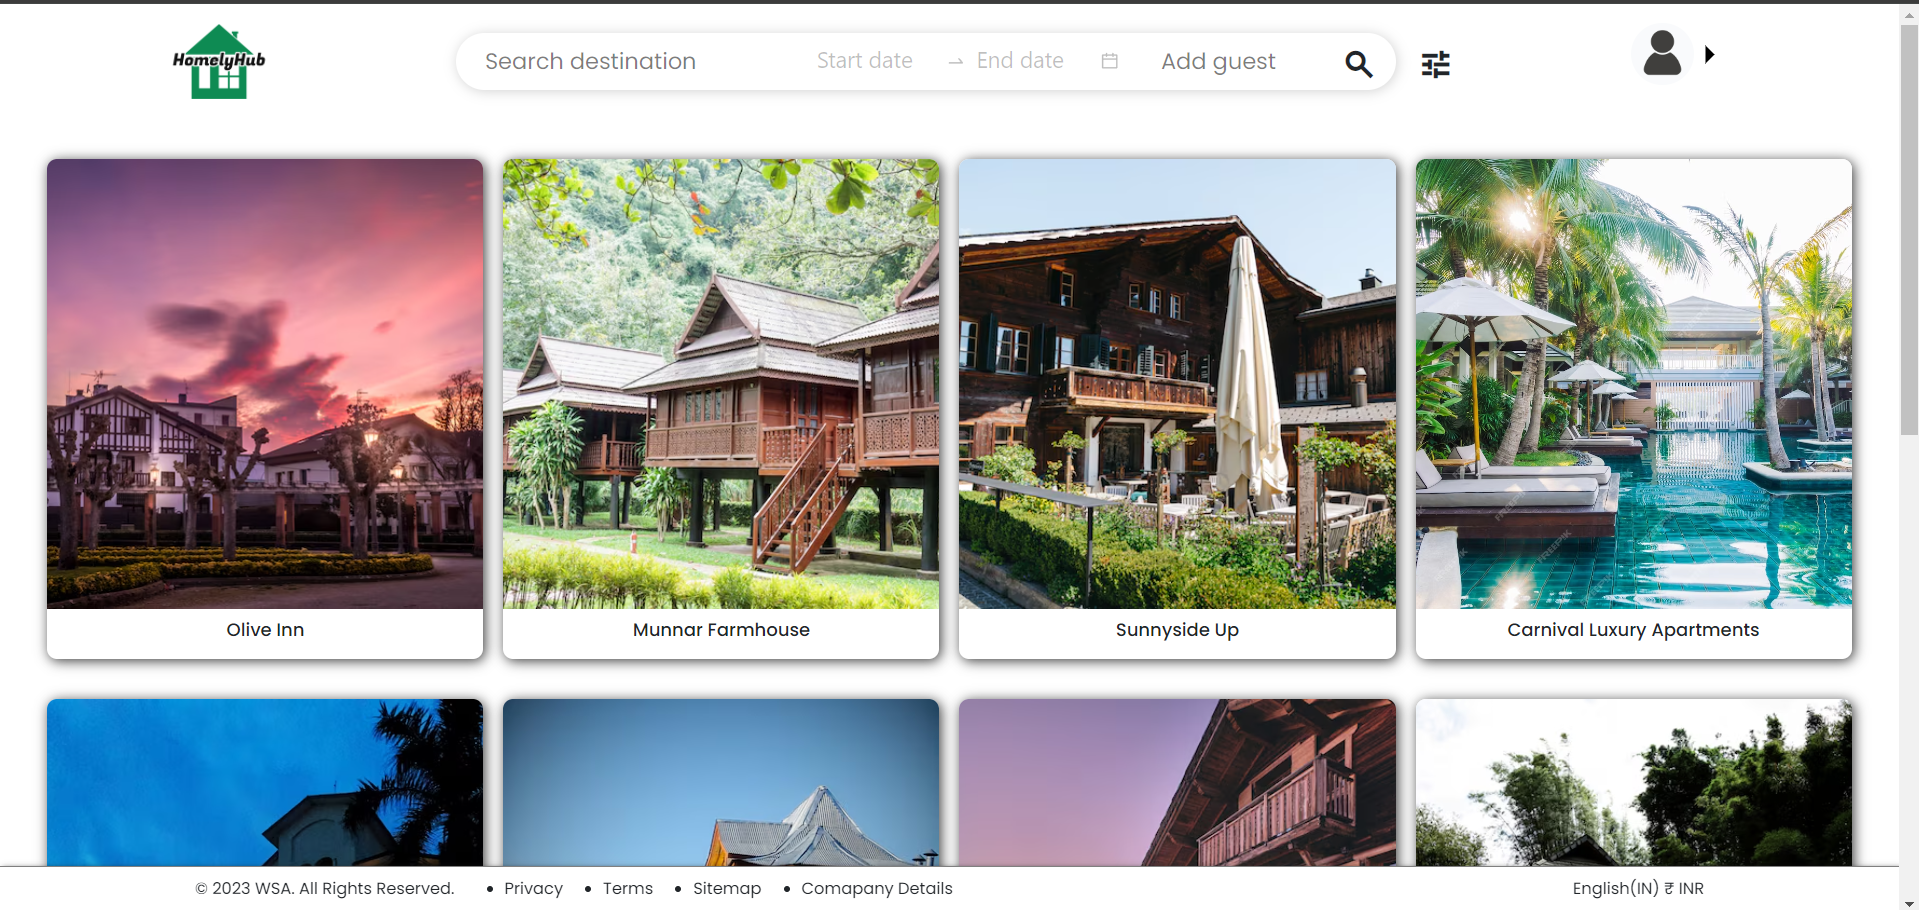 HomelyHub
Search destination
Start date → End date
Add guest
Olive Inn
Munnar Farmhouse
Sunnyside Up
Carnival Luxury Apartments
© 2023 WSA. All Rights Reserved. • Privacy • Terms • Sitemap • Comapany Details
English(IN) ₹ INR